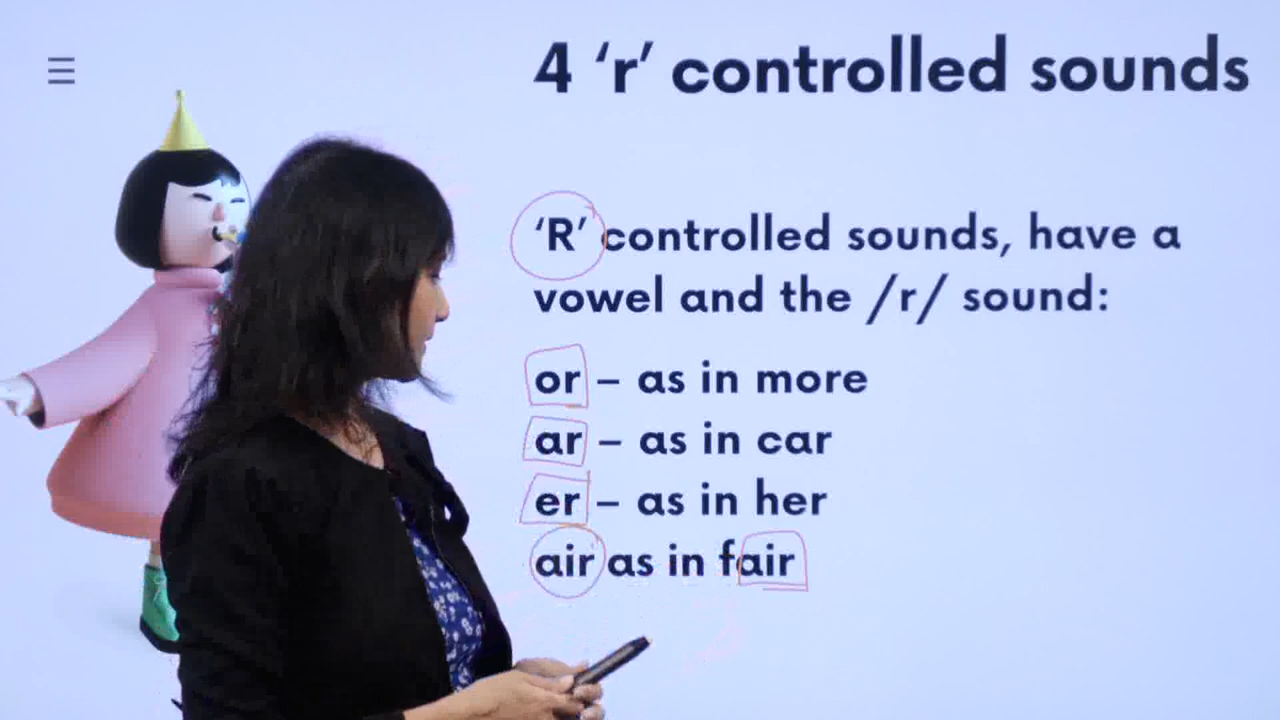 4 ‘r’ controlled sounds
‘R’ controlled sounds, have a
vowel and the /r/ sound:
or – as in more
ar – as in car
er – as in her
air as in fair